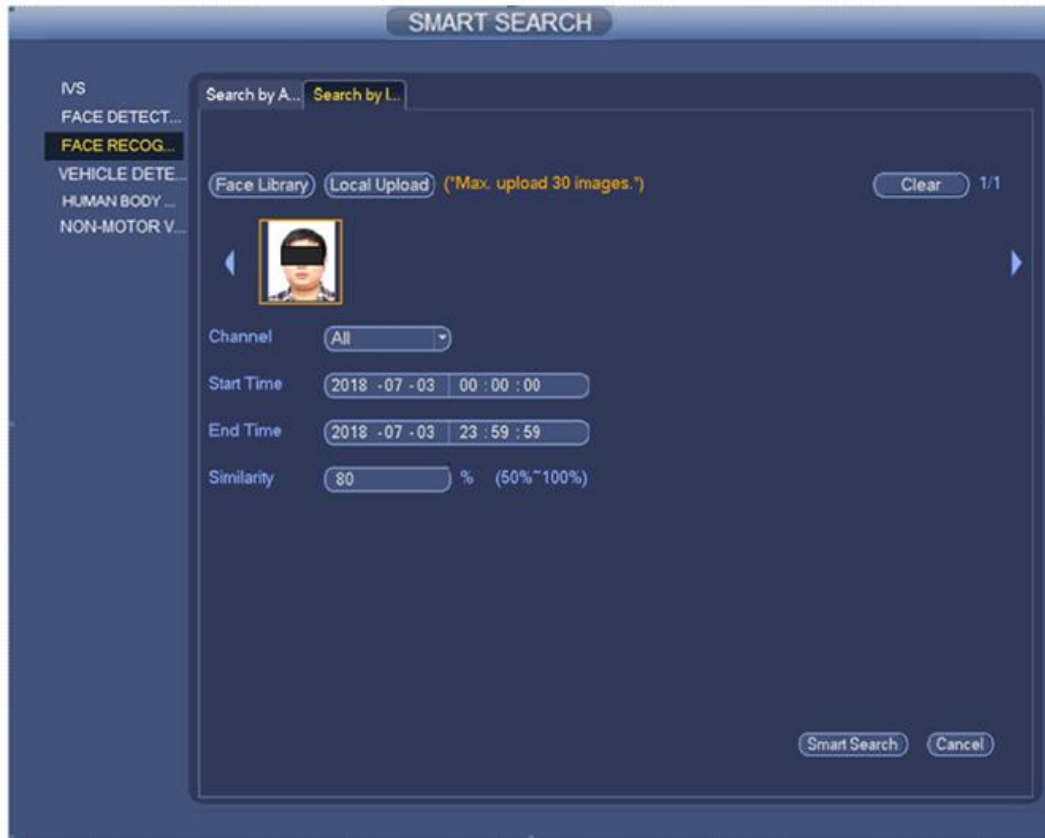 SMART SEARCH
IVS
FACE DETECT...
FACE RECOG...
VEHICLE DETE...
HUMAN BODY ...
NON-MOTOR V...
Search by A... Search by I...
Face Library Local Upload ("Max. upload 30 images.") Clear 1/1
Channel All
Start Time 2018 -07 -03 00 : 00 : 00
End Time 2018 -07 -03 23 : 59 : 59
Similarity 80 % (50%~100%)
Smart Search Cancel